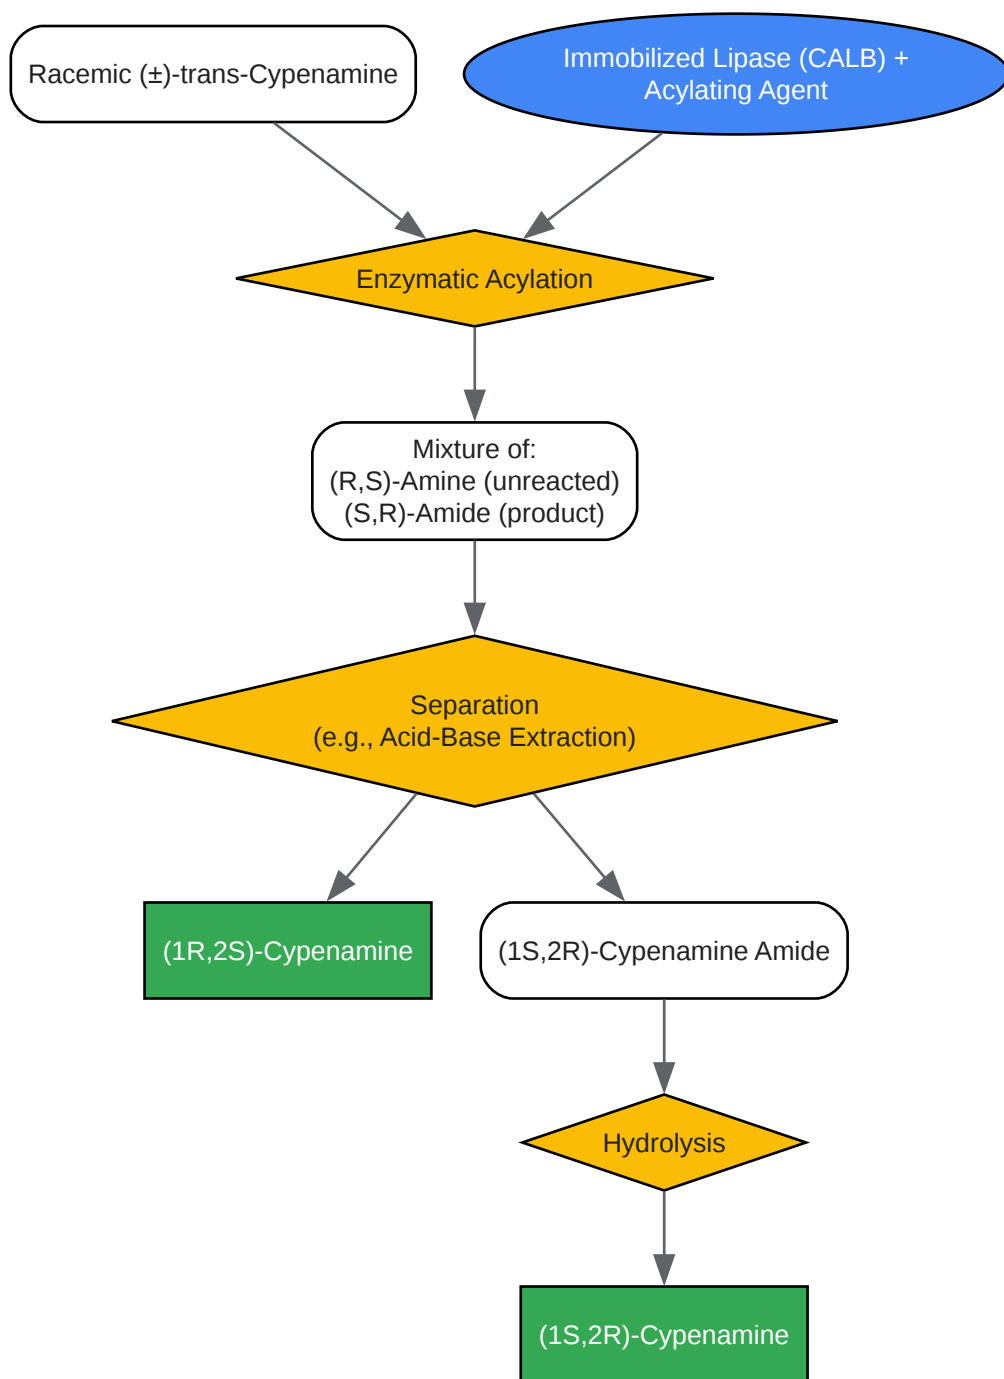 Racemic (±)-trans-Cypenamine
Immobilized Lipase (CALB) +
Acylating Agent
Enzymatic Acylation
Mixture of:
(R,S)-Amine (unreacted)
(S,R)-Amide (product)
Separation
(e.g., Acid-Base Extraction)
(1R,2S)-Cypenamine
(1S,2R)-Cypenamine Amide
Hydrolysis
(1S,2R)-Cypenamine